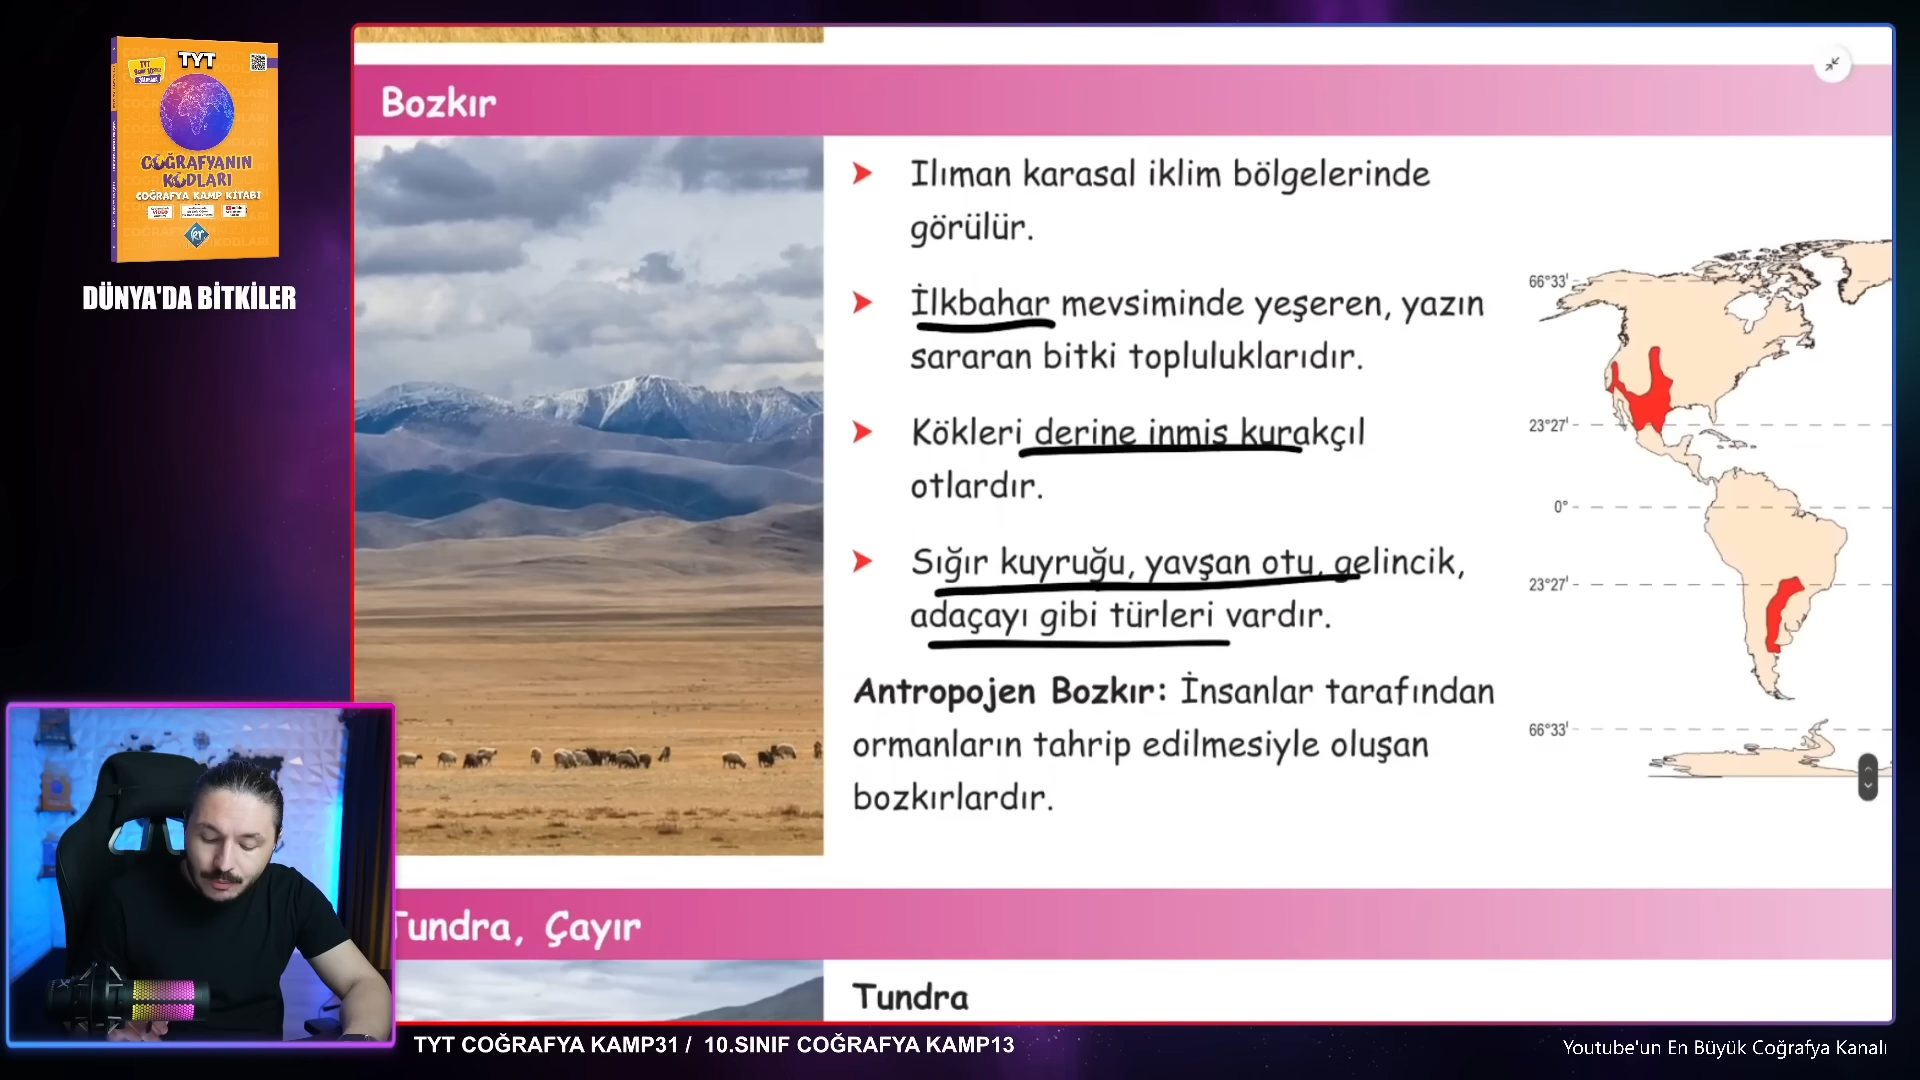 TYT
COĞRAFYANIN
KODLARI
COĞRAFYA KAMP KİTABI
DÜNYA'DA BİTKİLER
Bozkır
Ilıman karasal iklim bölgelerinde
görülür.
İlkbahar mevsiminde yeşeren, yazın
sararan bitki topluluklarıdır.
Kökleri derine inmiş kurakçıl
otlardır.
Sığır kuyruğu, yavşan otu, gelincik,
adaçayı gibi türleri vardır.
Antropojen Bozkır: İnsanlar tarafından
ormanların tahrip edilmesiyle oluşan
bozkırlardır.
66°33'
23°27'
0°
23°27'
66°33'
Tundra, Çayır
Tundra
TYT COĞRAFYA KAMP31 / 10.SINIF COĞRAFYA KAMP13
Youtube'un En Büyük Coğrafya Kanalı